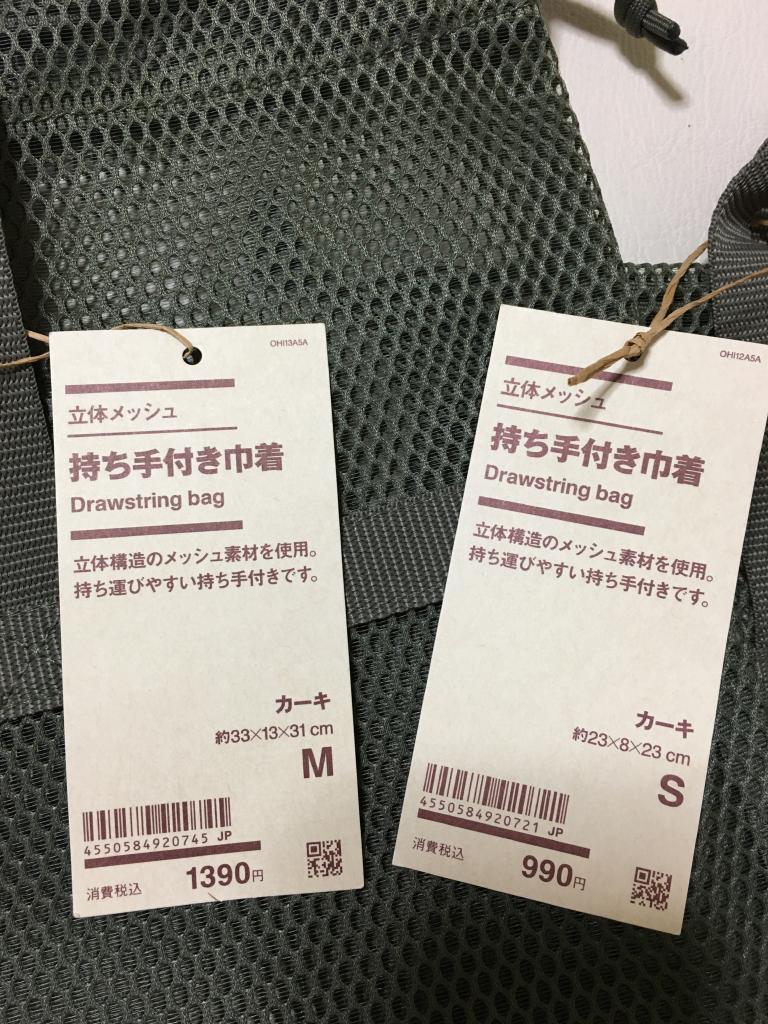 OHI13A5A
立体メッシュ
持ち手付き巾着
Drawstring bag
立体構造のメッシュ素材を使用。
持ち運びやすい持ち手付きです。
カーキ
約33×13×31 cm
M
4550584920745 JP
消費税込 1390円
OHI12A5A
立体メッシュ
持ち手付き巾着
Drawstring bag
立体構造のメッシュ素材を使用。
持ち運びやすい持ち手付きです。
カーキ
約23×8×23 cm
S
4550584920721 JP
消費税込 990円